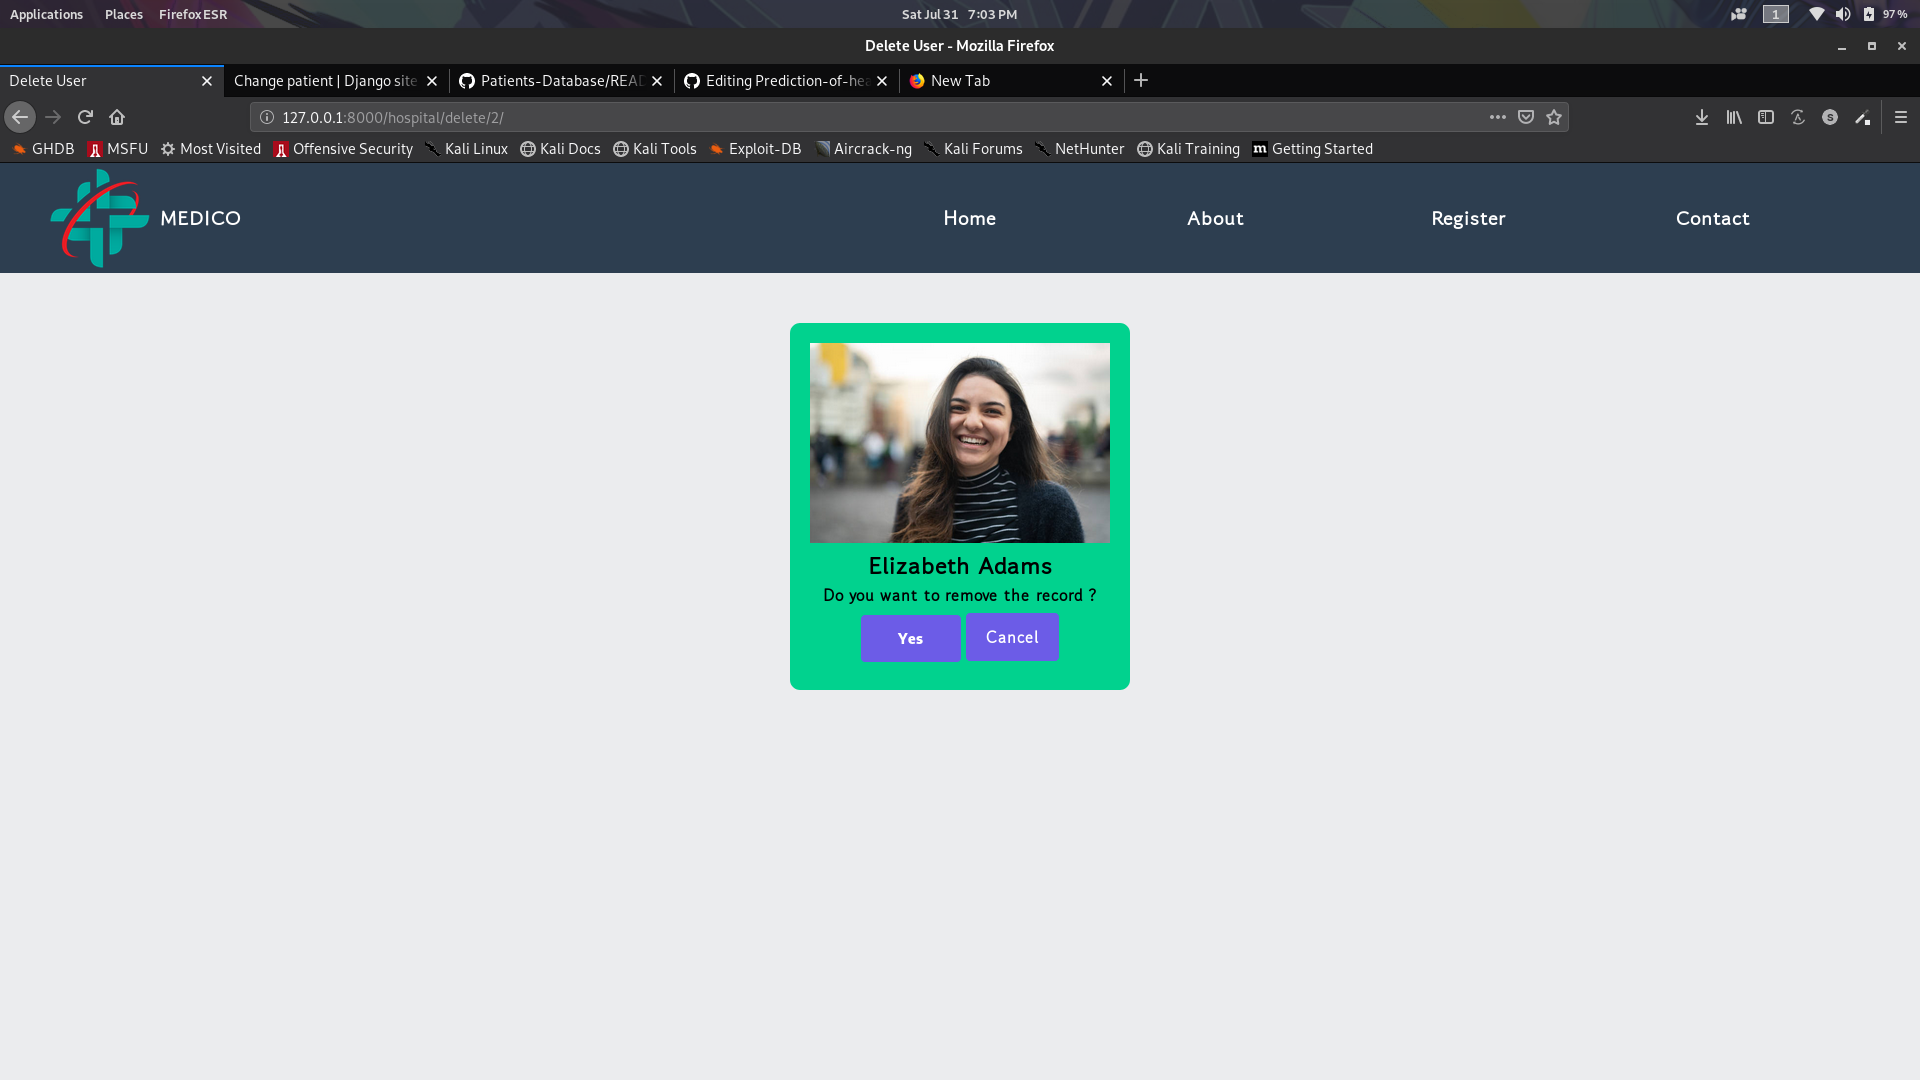 Applications Places Firefox ESR Sat Jul 31 7:03 PM 1 97%
Delete User - Mozilla Firefox
Delete User Change patient | Django site Patients-Database/READ Editing Prediction-of-hea New Tab
127.0.0.1:8000/hospital/delete/2/
GHDB MSFU Most Visited Offensive Security Kali Linux Kali Docs Kali Tools Exploit-DB Aircrack-ng Kali Forums NetHunter Kali Training Getting Started
MEDICO Home About Register Contact
Elizabeth Adams
Do you want to remove the record ?
Yes Cancel